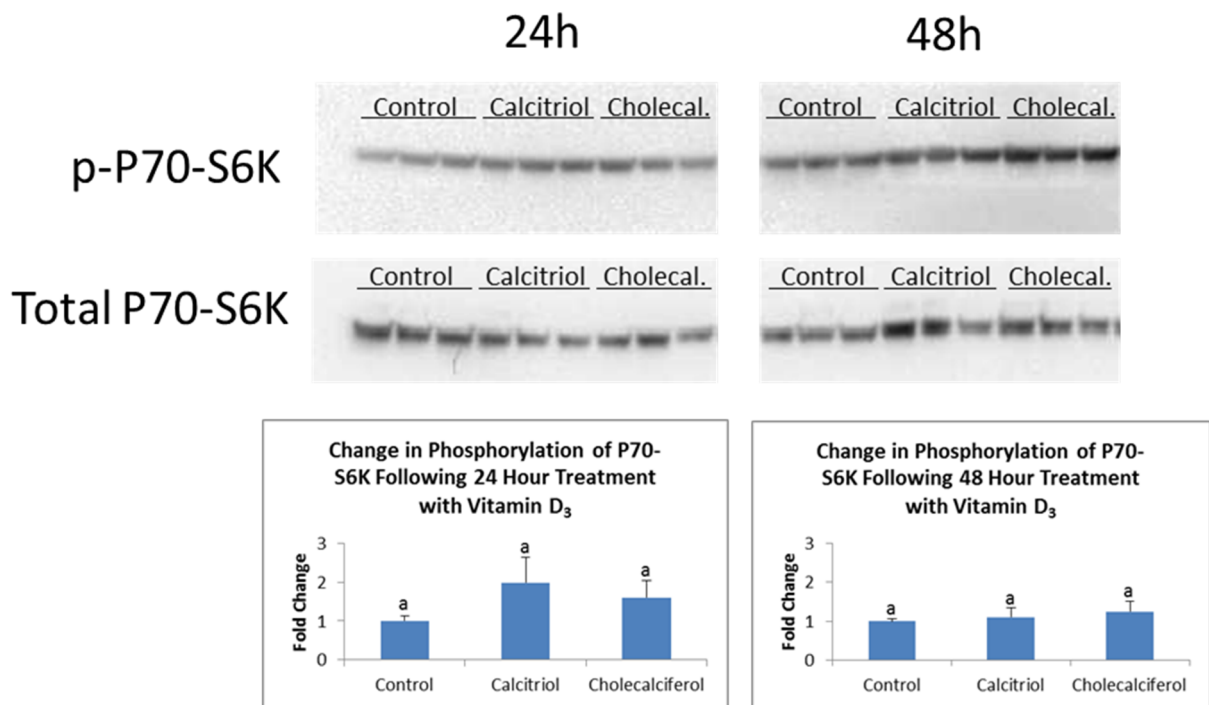 24h
48h
Control Calcitriol Cholecal.
Control Calcitriol Cholecal.
p-P70-S6K
Control Calcitriol Cholecal.
Control Calcitriol Cholecal.
Total P70-S6K
Change in Phosphorylation of P70-
S6K Following 24 Hour Treatment
with Vitamin D₃
Fold Change
3
2
1
0
a
a
a
Control Calcitriol Cholecalciferol
Change in Phosphorylation of P70-
S6K Following 48 Hour Treatment
with Vitamin D₃
Fold Change
3
2
1
0
a
a
a
Control Calcitriol Cholecalciferol